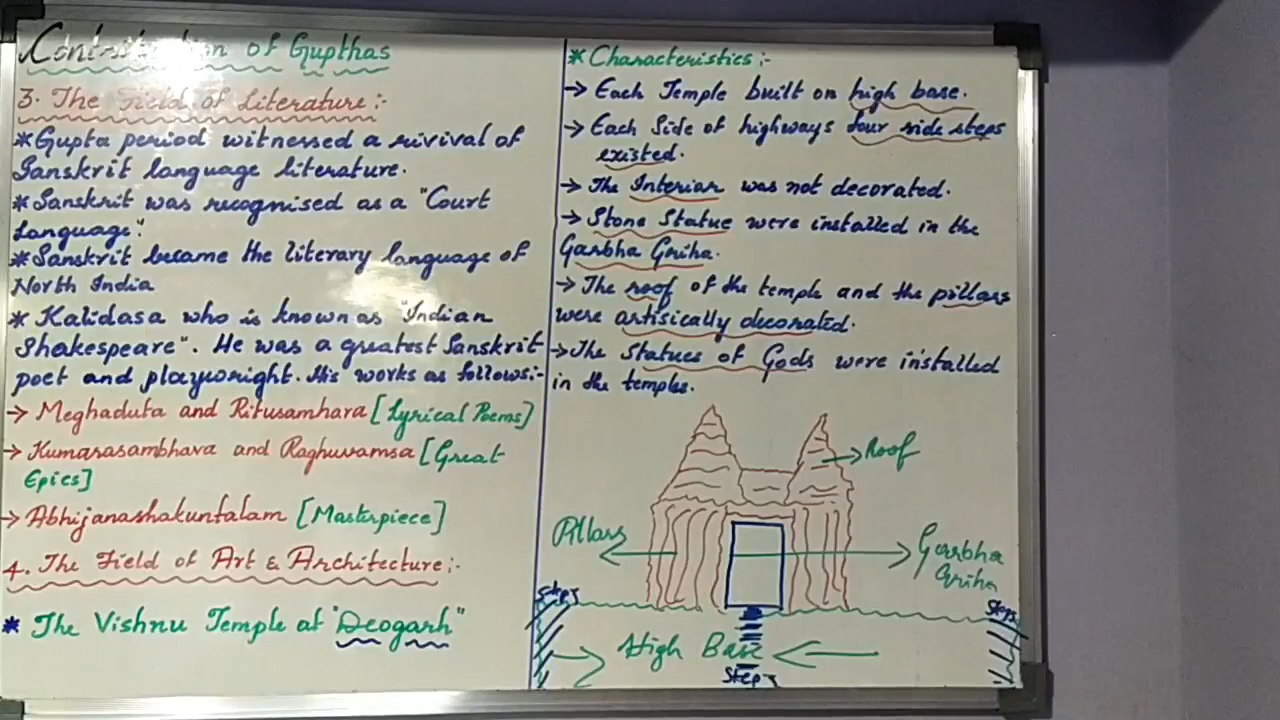 Contribution of Gupthas
3. The Field of Literature:-
*Gupta period witnessed a rivival of
Sanskrit language literature.
*Sanskrit was recognised as a "Court
Language".
*Sanskrit became the literary language of
North India
* Kalidasa who is known as "Indian
Shakespeare". He was a greatest Sanskrit
poet and playwright. His works as follows:-
→ Meghaduta and Ritusamhara [Lyrical Poems]
→ Kumarasambhava and Raghuvamsa [Great
Epics]
→ Abhijanashakuntalam [Masterpiece]
4. The Field of Art & Architecture:-
* The Vishnu Temple at "Deogarh"
* Characteristics:-
→ Each Temple built on high base.
→ Each Side of highways four side steps
existed.
→ The Interiar was not decorated.
→ Stone Statue were installed in the
Garbha Griha.
→ The roof of the temple and the pillars
were artisically decorated.
→ The Statues of Gods were installed
in the temple.
Roof
Pillars
Garbha
Griha
Steps
Steps
High Base
Steps